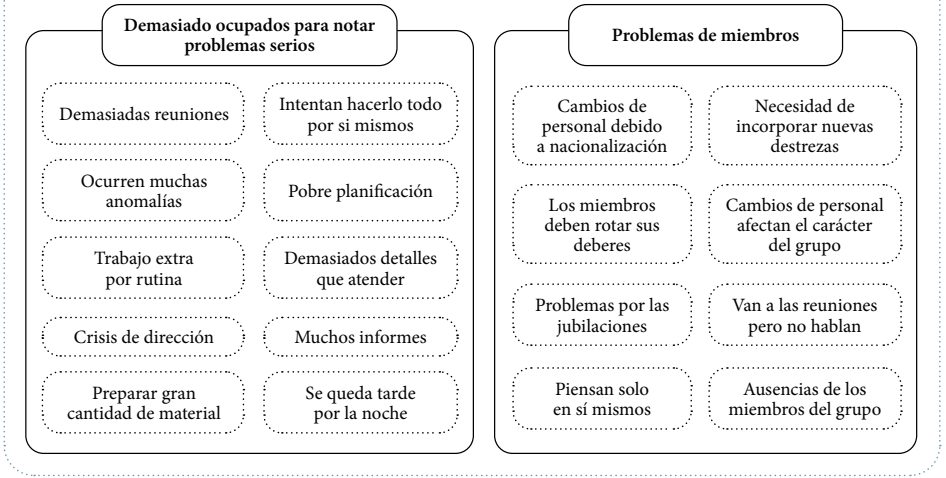 Demasiado ocupados para notar
problemas serios
Demasiadas reuniones
Intentan hacerlo todo
por si mismos
Ocurren muchas
anomalías
Pobre planificación
Trabajo extra
por rutina
Demasiados detalles
que atender
Crisis de dirección
Muchos informes
Preparar gran
cantidad de material
Se queda tarde
por la noche
Problemas de miembros
Cambios de
personal debido
a nacionalización
Necesidad de
incorporar nuevas
destrezas
Los miembros
deben rotar sus
deberes
Cambios de personal
afectan el carácter
del grupo
Problemas por las
jubilaciones
Van a las reuniones
pero no hablan
Piensan solo
en sí mismos
Ausencias de los
miembros del grupo